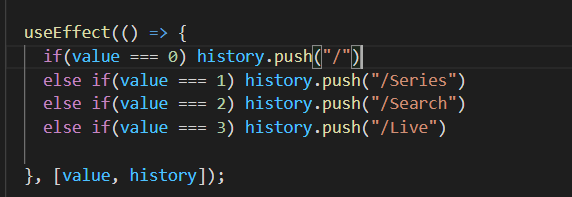 useEffect(() => {
if(value === 0) history.push("/")
else if(value === 1) history.push("/Series")
else if(value === 2) history.push("/Search")
else if(value === 3) history.push("/Live")
}, [value, history]);